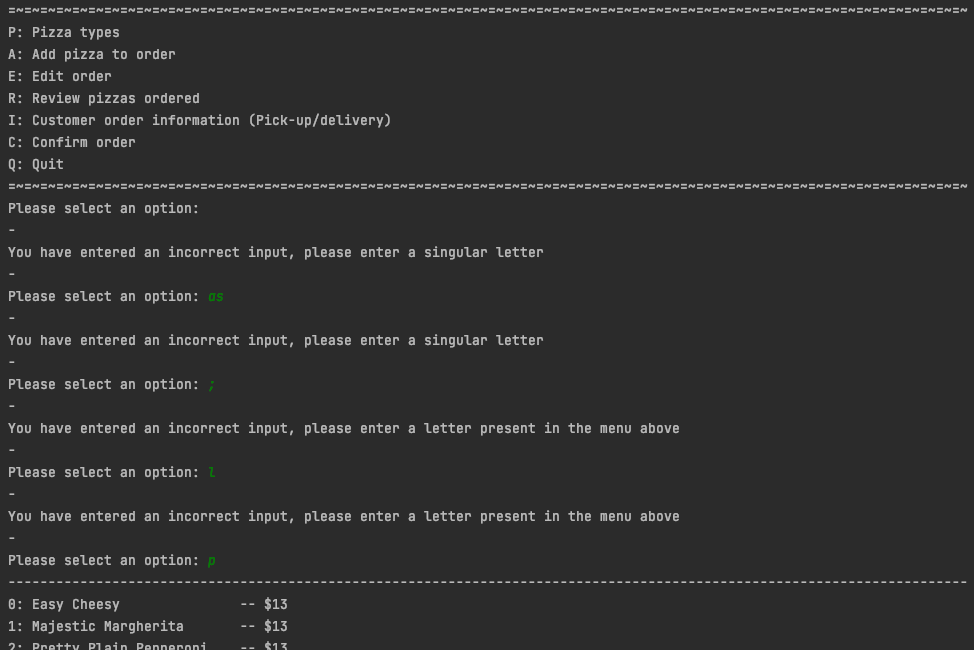 =~=~=~=~=~=~=~=~=~=~=~=~=~=~=~=~=~=~=~=~=~=~=~=~=~=~=~=~=~=~=~=~=~=~=~=~=~=~=~=~=~=~=~=~=~=~=~=~=~=~=~=~=~=~=~=~=~=~=~=~
P: Pizza types
A: Add pizza to order
E: Edit order
R: Review pizzas ordered
I: Customer order information (Pick-up/delivery)
C: Confirm order
Q: Quit
=~=~=~=~=~=~=~=~=~=~=~=~=~=~=~=~=~=~=~=~=~=~=~=~=~=~=~=~=~=~=~=~=~=~=~=~=~=~=~=~=~=~=~=~=~=~=~=~=~=~=~=~=~=~=~=~=~=~=~=~
Please select an option:
-
You have entered an incorrect input, please enter a singular letter
-
Please select an option: as
-
You have entered an incorrect input, please enter a singular letter
-
Please select an option: ;
-
You have entered an incorrect input, please enter a letter present in the menu above
-
Please select an option: l
-
You have entered an incorrect input, please enter a letter present in the menu above
-
Please select an option: p
------------------------------------------------------------------------------------------------------------------------
0: Easy Cheesy               -- $13
1: Majestic Margherita       -- $13
2: Pretty Plain Pepperoni    -- $13